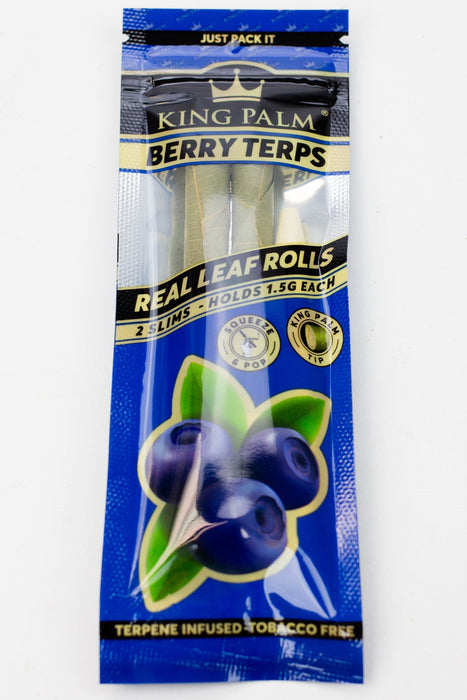 JUST PACK IT
KING PALM®
BERRY TERPS
REAL LEAF ROLLS
2 SLIMS - HOLDS 1.5G EACH
SQUEEZE
& POP
KING PALM
TIP
TERPENE INFUSED-TOBACCO FREE